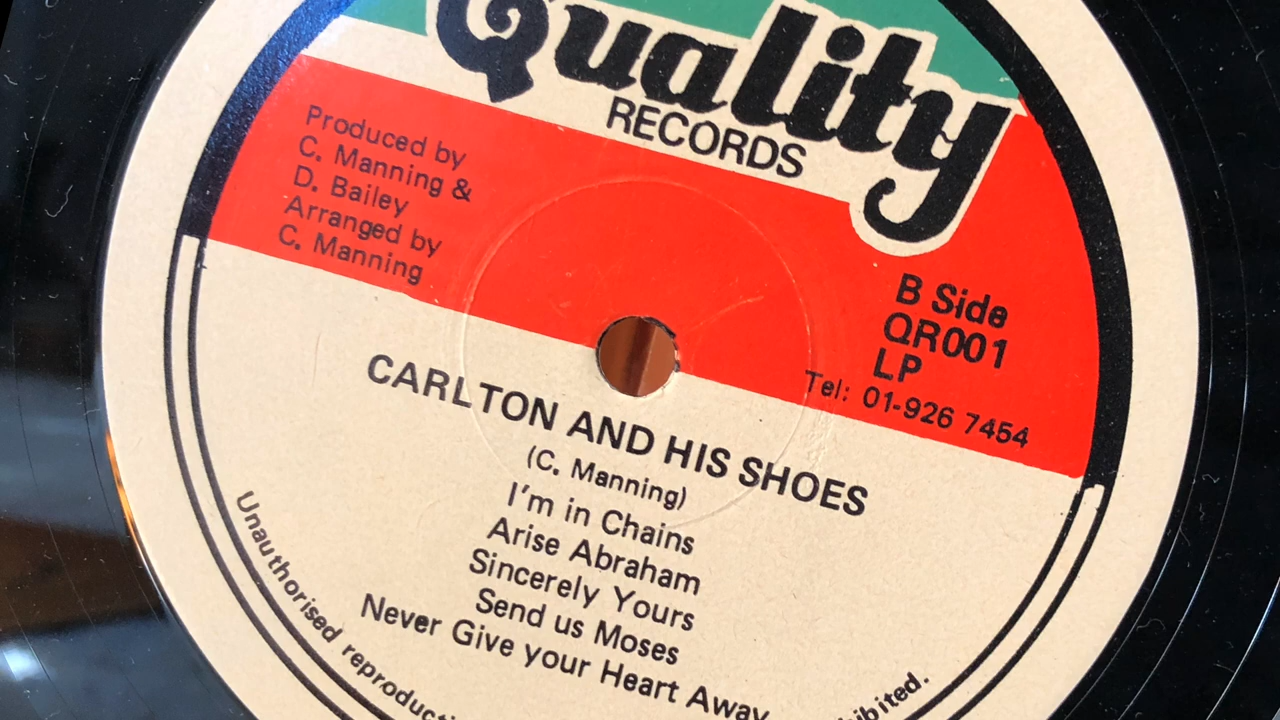 Quality
RECORDS
Produced by
C. Manning &
D. Bailey
Arranged by
C. Manning
B Side
QR001
LP
Tel: 01-926 7454
CARLTON AND HIS SHOES
(C. Manning)
I'm in Chains
Arise Abraham
Sincerely Yours
Send us Moses
Never Give your Heart Away
Unauthorised